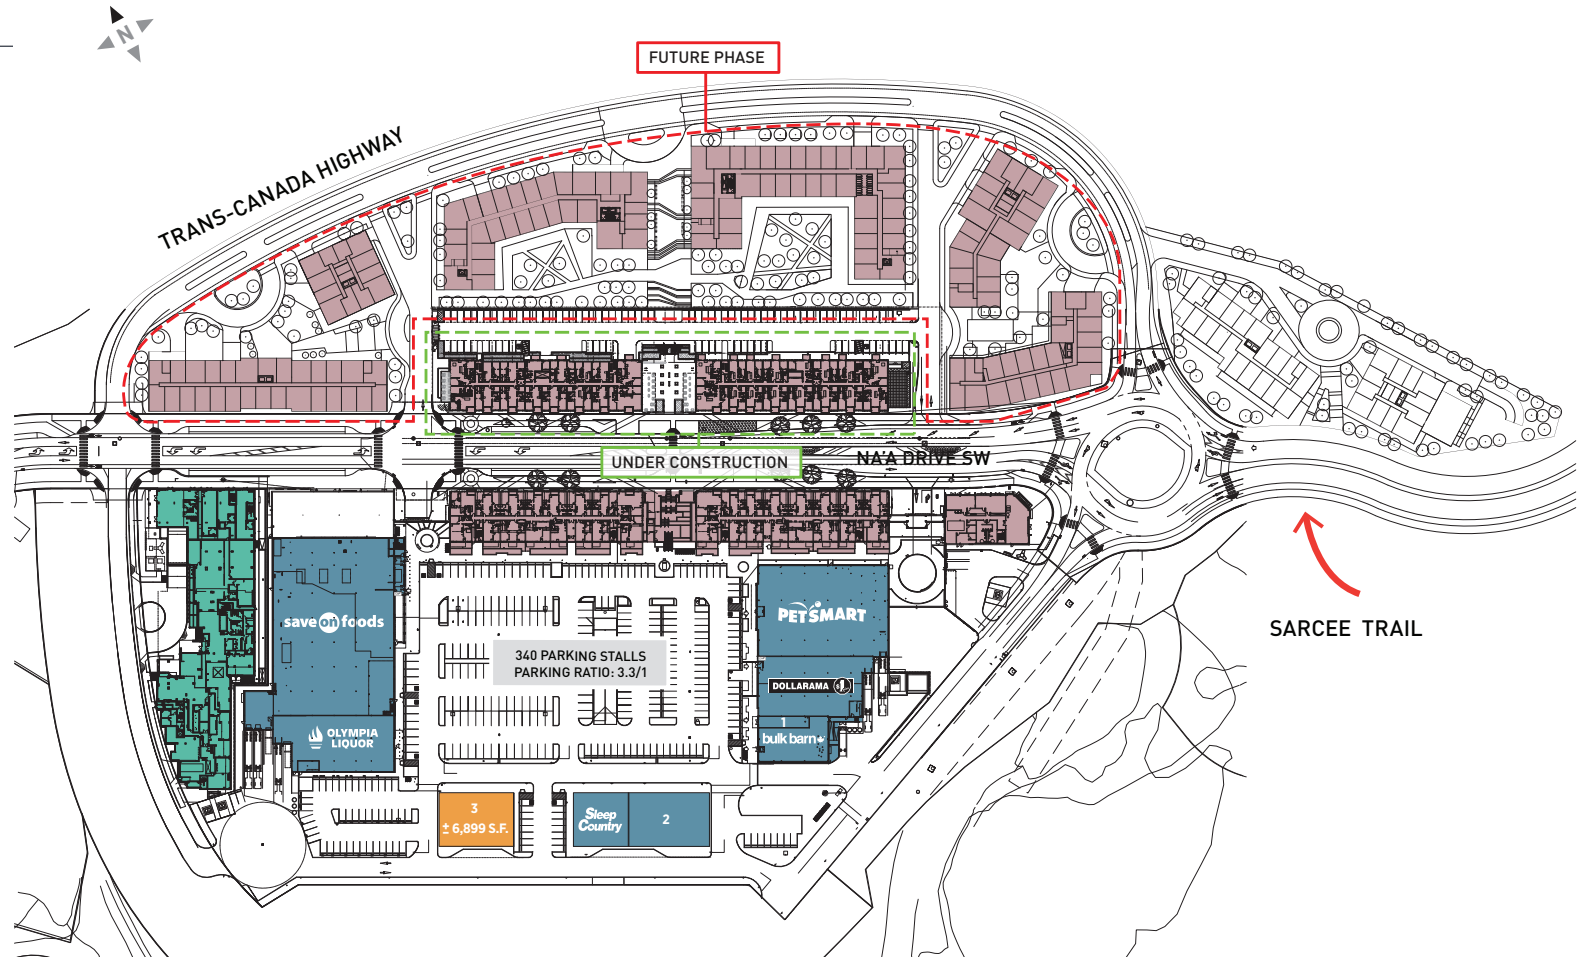 N
FUTURE PHASE
TRANS-CANADA HIGHWAY
UNDER CONSTRUCTION
NA'A DRIVE SW
SARCEE TRAIL
save on foods
PETSMART
340 PARKING STALLS
PARKING RATIO: 3.3/1
DOLLARAMA
1
bulk barn
OLYMPIA
LIQUOR
3
± 6,899 S.F.
Sleep
Country
2